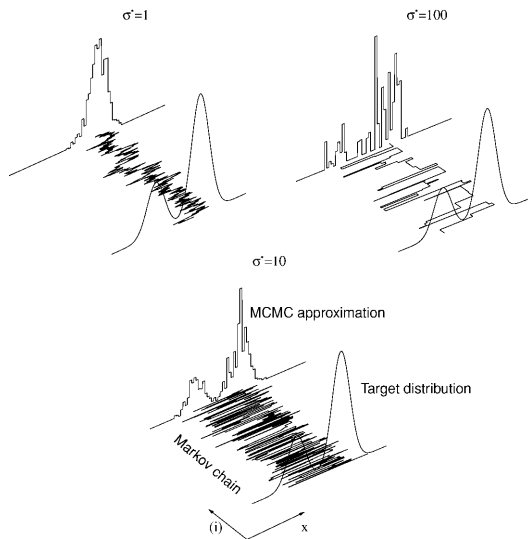 σ*=1
σ*=100
σ*=10
MCMC approximation
Target distribution
Markov chain
(i)
x